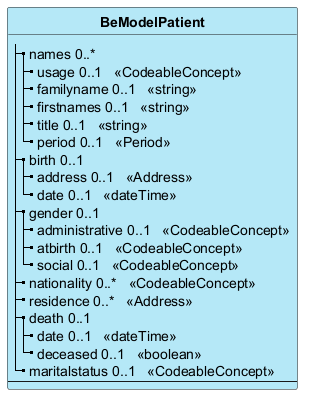 BeModelPatient
names 0..*
usage 0..1 «CodeableConcept»
familyname 0..1 «string»
firstnames 0..1 «string»
title 0..1 «string»
period 0..1 «Period»
birth 0..1
address 0..1 «Address»
date 0..1 «dateTime»
gender 0..1
administrative 0..1 «CodeableConcept»
atbirth 0..1 «CodeableConcept»
social 0..1 «CodeableConcept»
nationality 0..* «CodeableConcept»
residence 0..* «Address»
death 0..1
date 0..1 «dateTime»
deceased 0..1 «boolean»
maritalstatus 0..1 «CodeableConcept»